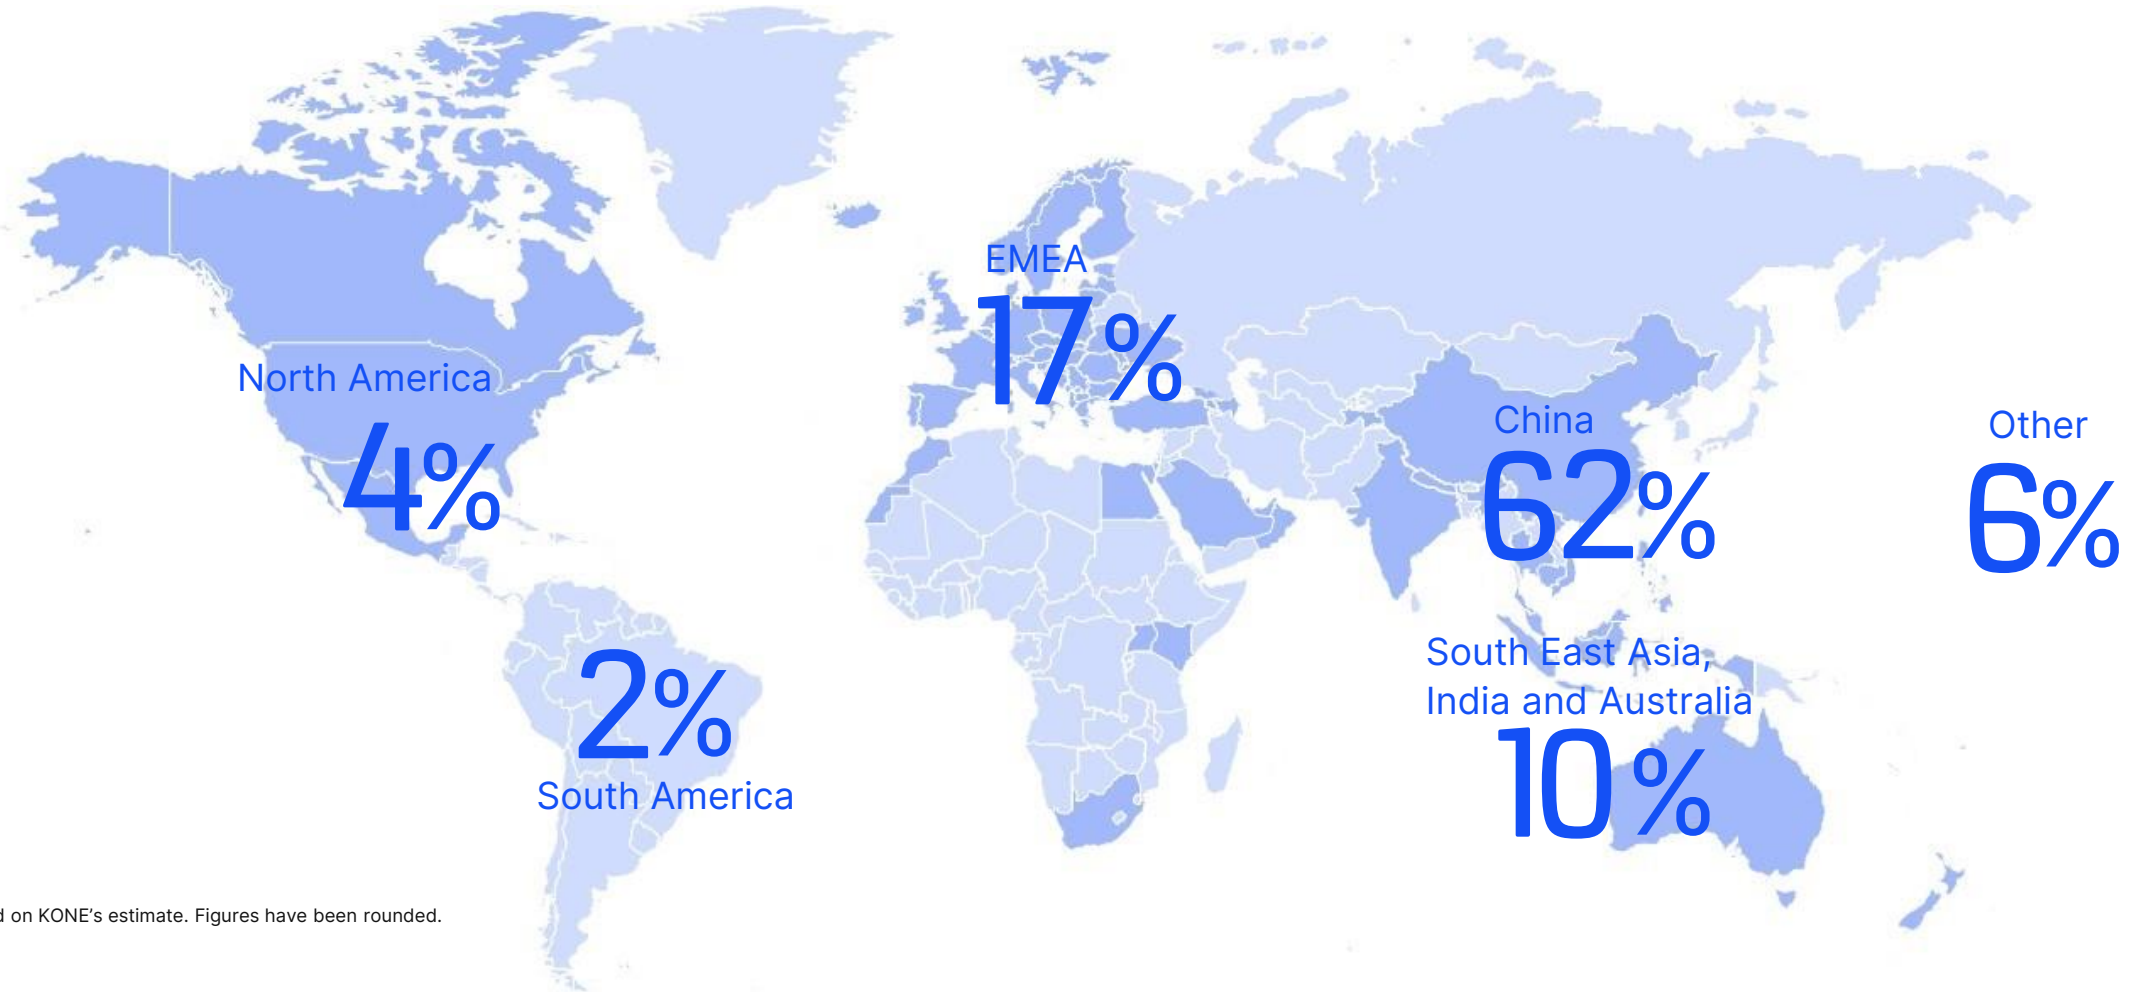 EMEA
17%
North America
4%
China
62%
Other
6%
South East Asia,
India and Australia
10%
2%
South America
on KONE's estimate. Figures have been rounded.